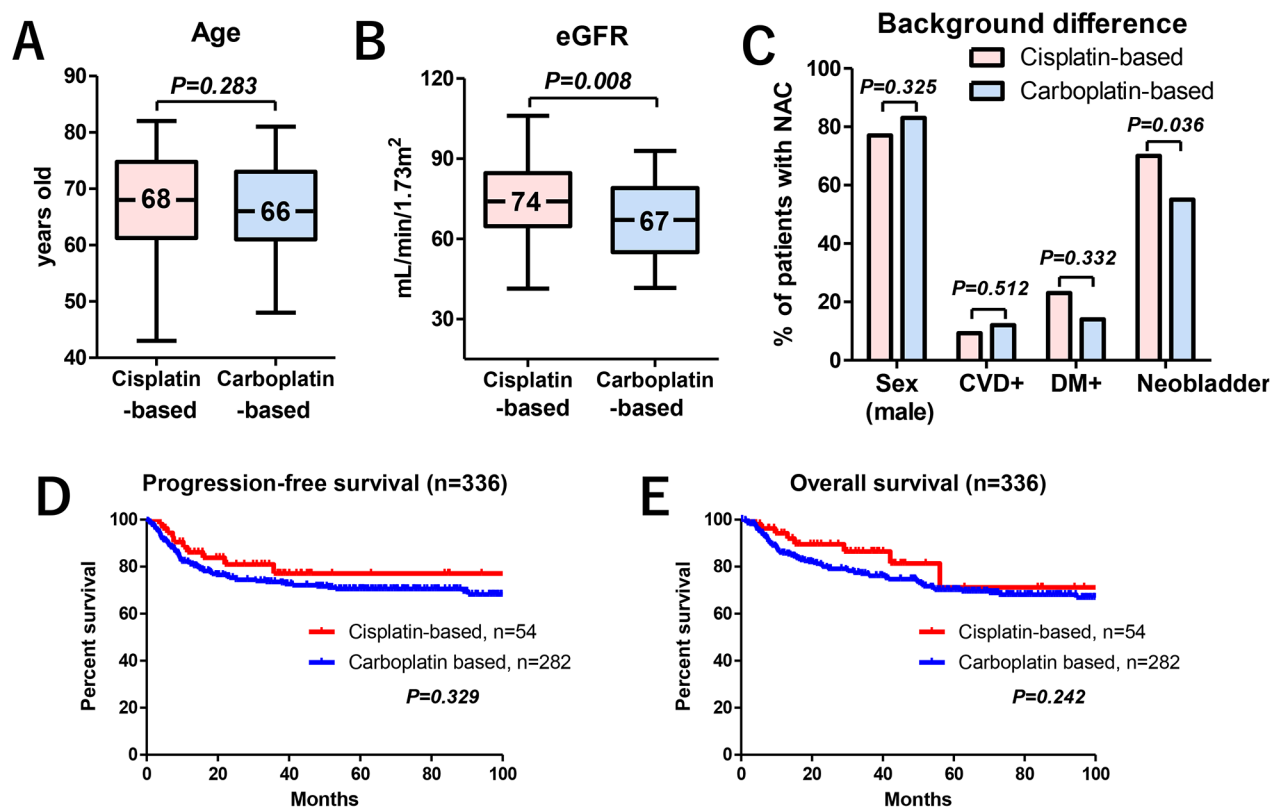 A
Age
P=0.283
years old
90
80
70
60
50
40
68
66
Cisplatin
-based
Carboplatin
-based
B
eGFR
P=0.008
mL/min/1.73m²
120
90
60
30
74
67
Cisplatin
-based
Carboplatin
-based
C
Background difference
Cisplatin-based
Carboplatin-based
% of patients with NAC
100
80
60
40
20
0
P=0.325
P=0.512
P=0.332
P=0.036
Sex
(male)
CVD+
DM+
Neobladder
D
Progression-free survival (n=336)
Percent survival
100
80
60
40
20
0
Cisplatin-based, n=54
Carboplatin based, n=282
P=0.329
0 20 40 60 80 100
Months
E
Overall survival (n=336)
Percent survival
100
80
60
40
20
0
Cisplatin-based, n=54
Carboplatin based, n=282
P=0.242
0 20 40 60 80 100
Months